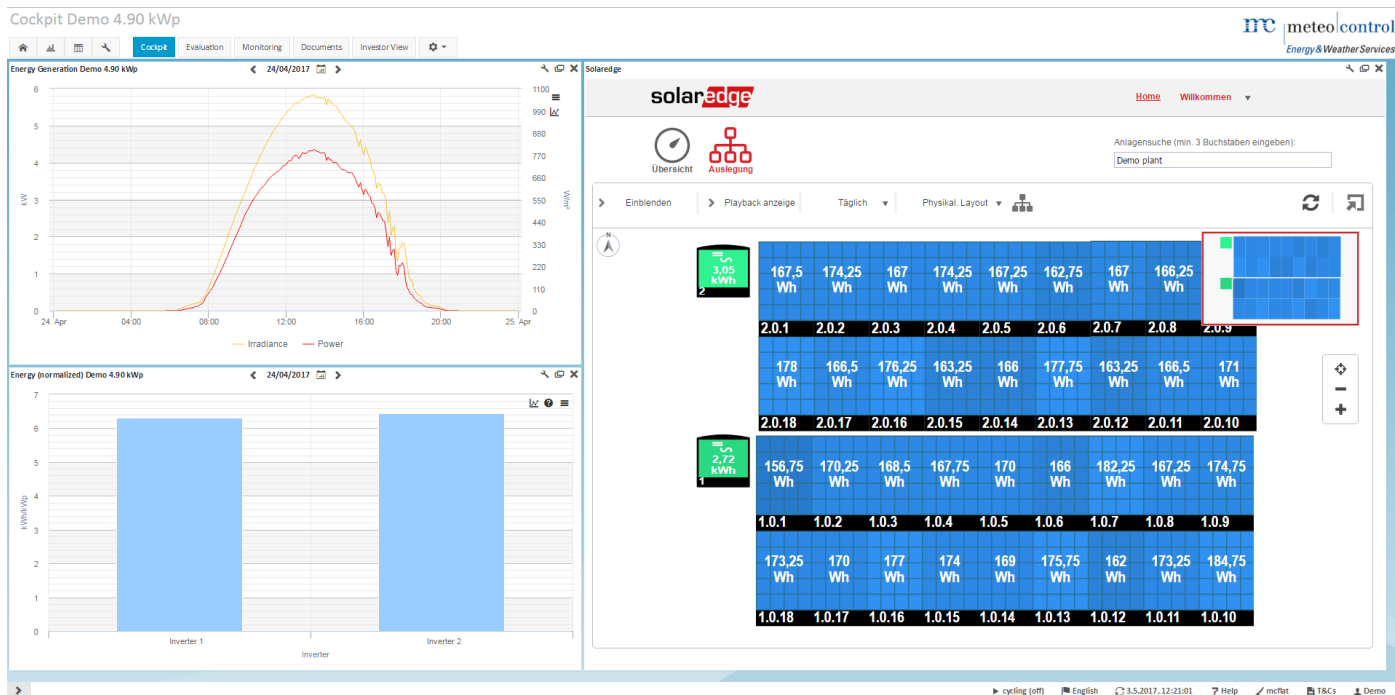 Cockpit Demo 4.90 kWp
mc meteocontrol
Energy & Weather Services
Cockpit Evaluation Monitoring Documents Investor View
Energy Generation Demo 4.90 kWp 24/04/2017
6 1100
990
5 880
4 770
660
kW 3 550 W/m²
440
2 330
220
1 110
0 0
24. Apr 04:00 08:00 12:00 16:00 20:00 25. Apr
Irradiance Power
Energy (normalized) Demo 4.90 kWp 24/04/2017
7
6
5
4
kWh/kWp
3
2
1
0
Inverter 1 Inverter 2
Inverter
Solaredge
solaredge
Home Willkommen
Übersicht Auslegung
Anlagensuche (min. 3 Buchstaben eingeben):
Demo plant
Einblenden Playback anzeige Täglich Physikal. Layout
N
3,05 kWh
2
167,5 174,25 167 174,25 167,25 162,75 167 166,25
Wh Wh Wh Wh Wh Wh Wh Wh
2.0.1 2.0.2 2.0.3 2.0.4 2.0.5 2.0.6 2.0.7 2.0.8 2.0.9
178 166,5 176,25 163,25 166 177,75 163,25 166,5 171
Wh Wh Wh Wh Wh Wh Wh Wh Wh
2.0.18 2.0.17 2.0.16 2.0.15 2.0.14 2.0.13 2.0.12 2.0.11 2.0.10
2,72 kWh
1
156,75 170,25 168,5 167,75 170 166 182,25 167,25 174,75
Wh Wh Wh Wh Wh Wh Wh Wh Wh
1.0.1 1.0.2 1.0.3 1.0.4 1.0.5 1.0.6 1.0.7 1.0.8 1.0.9
173,25 170 177 174 169 175,75 162 173,25 184,75
Wh Wh Wh Wh Wh Wh Wh Wh Wh
1.0.18 1.0.17 1.0.16 1.0.15 1.0.14 1.0.13 1.0.12 1.0.11 1.0.10
cycling (off) English 3.5.2017, 12:21:01 Help mcflat T&Cs Demo